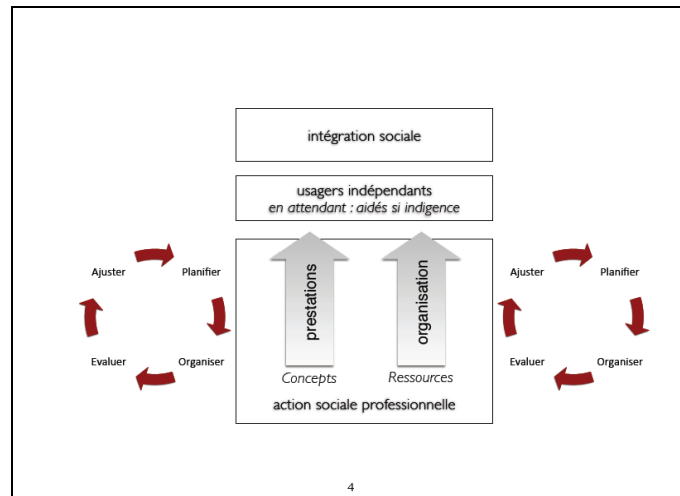 intégration sociale
usagers indépendants
en attendant : aidés si indigence
Ajuster
Planifier
Evaluer
Organiser
prestations
organisation
Concepts
Ressources
action sociale professionnelle
Ajuster
Planifier
Evaluer
Organiser
4